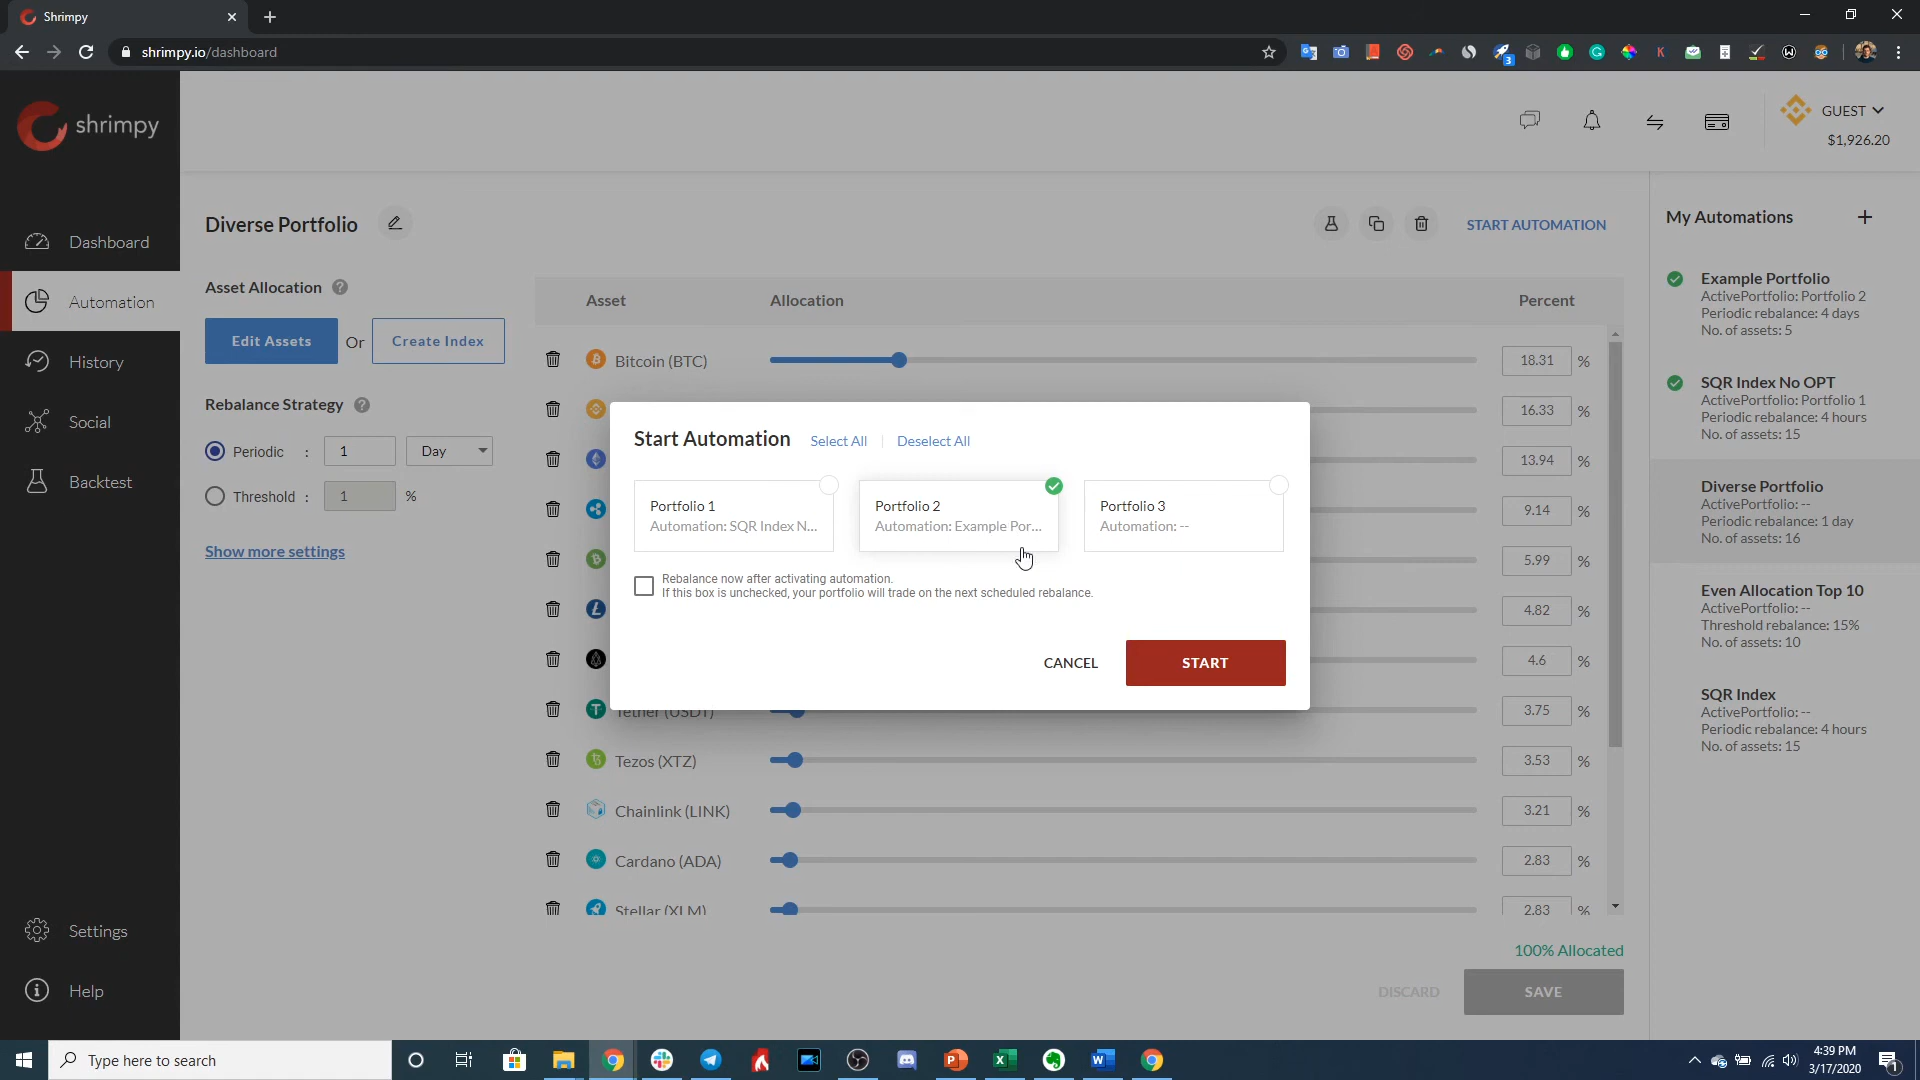 Shrimpy
shrimpy.io/dashboard
3
shrimpy
GUEST
$1,926.20
Dashboard
Automation
History
Social
Backtest
Settings
Help
Diverse Portfolio
START AUTOMATION
Asset Allocation ?
Edit Assets Or Create Index
Rebalance Strategy ?
Periodic : 1 Day
Threshold : 1 %
Show more settings
Asset Allocation Percent
Bitcoin (BTC) 18.31 %
16.33 %
13.94 %
9.14 %
5.99 %
4.82 %
4.6 %
Tether (USDT) 3.75 %
Tezos (XTZ) 3.53 %
Chainlink (LINK) 3.21 %
Cardano (ADA) 2.83 %
Stellar (XLM) 2.83 %
100% Allocated
DISCARD SAVE
Start Automation Select All | Deselect All
Portfolio 1
Automation: SQR Index N...
Portfolio 2
Automation: Example Por...
Portfolio 3
Automation: --
Rebalance now after activating automation.
If this box is unchecked, your portfolio will trade on the next scheduled rebalance.
CANCEL START
My Automations +
Example Portfolio
ActivePortfolio: Portfolio 2
Periodic rebalance: 4 days
No. of assets: 5
SQR Index No OPT
ActivePortfolio: Portfolio 1
Periodic rebalance: 4 hours
No. of assets: 15
Diverse Portfolio
ActivePortfolio: --
Periodic rebalance: 1 day
No. of assets: 16
Even Allocation Top 10
ActivePortfolio: --
Threshold rebalance: 15%
No. of assets: 10
SQR Index
ActivePortfolio: --
Periodic rebalance: 4 hours
No. of assets: 15
Type here to search
4:39 PM
3/17/2020
1